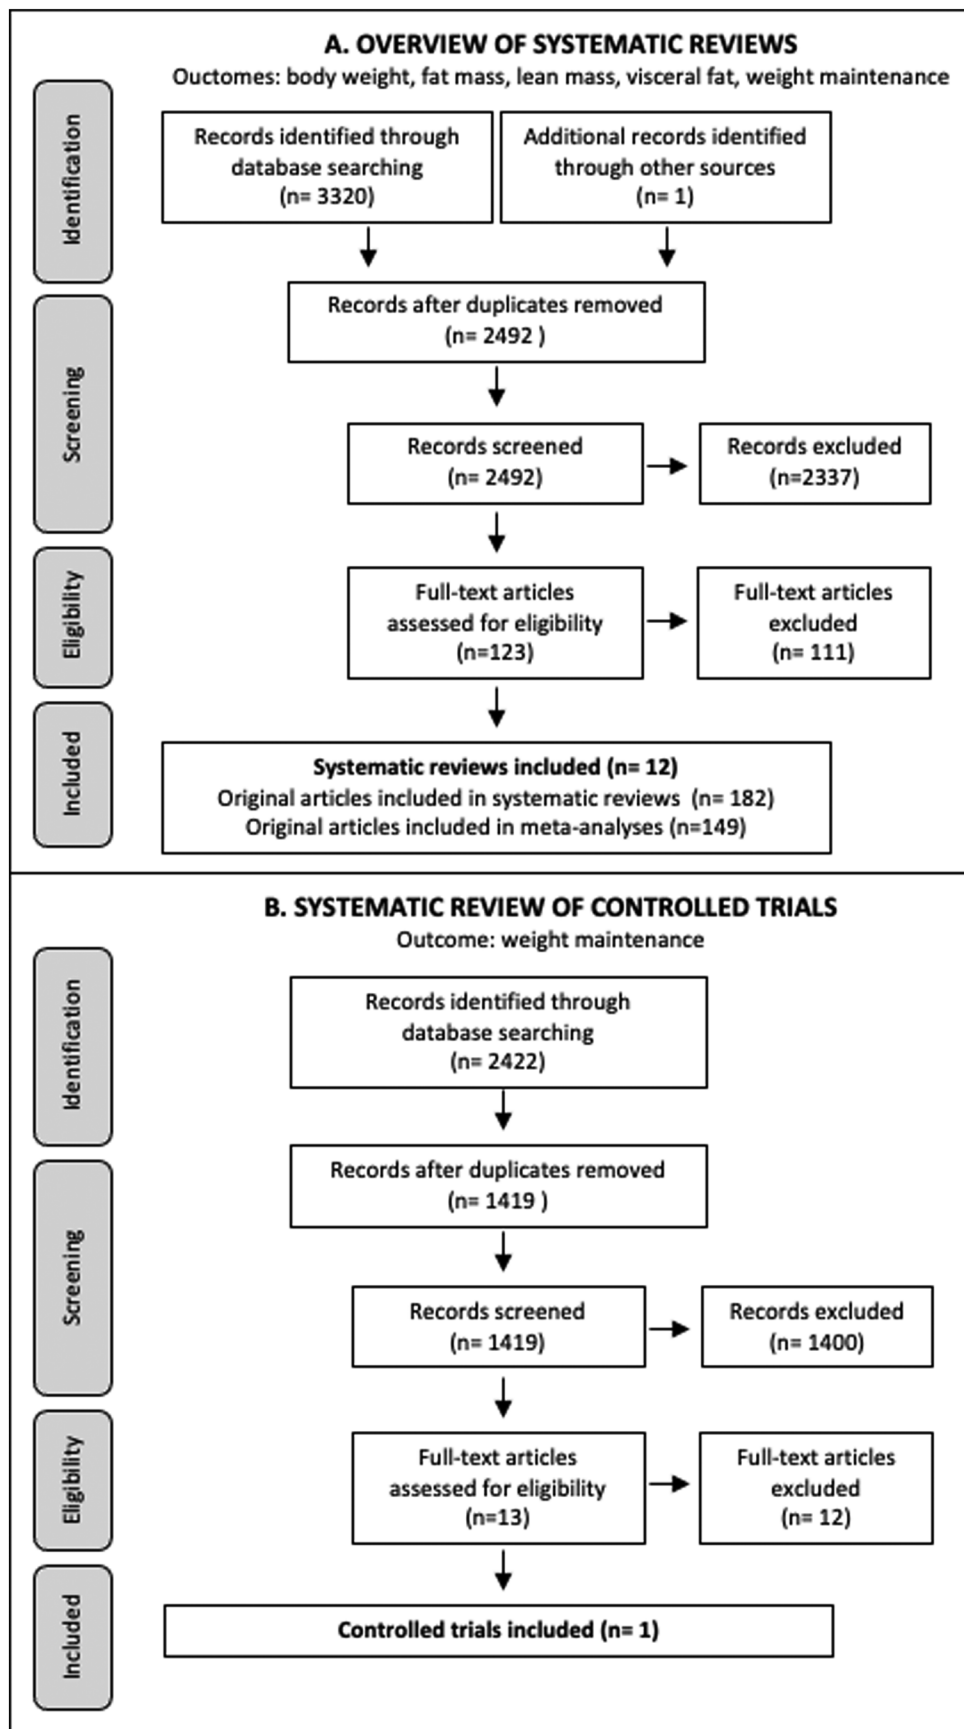 A. OVERVIEW OF SYSTEMATIC REVIEWS
Ouctomes: body weight, fat mass, lean mass, visceral fat, weight maintenance
Identification
Records identified through
database searching
(n= 3320)
Additional records identified
through other sources
(n= 1)
Screening
Records after duplicates removed
(n= 2492 )
Records screened
(n= 2492)
Records excluded
(n=2337)
Eligibility
Full-text articles
assessed for eligibility
(n=123)
Full-text articles
excluded
(n= 111)
Included
Systematic reviews included (n= 12)
Original articles included in systematic reviews (n= 182)
Original articles included in meta-analyses (n=149)
B. SYSTEMATIC REVIEW OF CONTROLLED TRIALS
Outcome: weight maintenance
Identification
Records identified through
database searching
(n= 2422)
Screening
Records after duplicates removed
(n= 1419 )
Records screened
(n= 1419)
Records excluded
(n= 1400)
Eligibility
Full-text articles
assessed for eligibility
(n=13)
Full-text articles
excluded
(n= 12)
Included
Controlled trials included (n= 1)